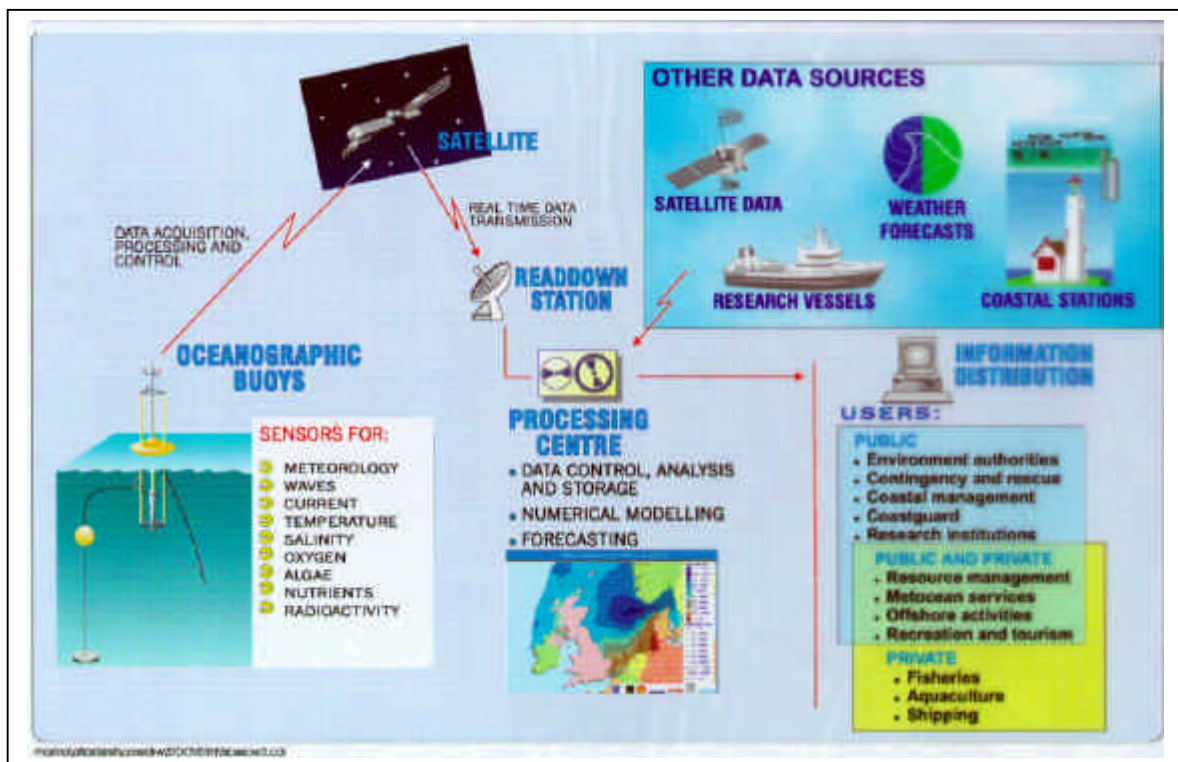 SATELLITE
DATA ACQUISITION,
PROCESSING AND
CONTROL
REAL TIME DATA
TRANSMISSION
READDOWN
STATION
OTHER DATA SOURCES
SATELLITE DATA
WEATHER
FORECASTS
RESEARCH VESSELS
COASTAL STATIONS
OCEANOGRAPHIC
BUOYS
SENSORS FOR:
METEOROLOGY
WAVES
CURRENT
TEMPERATURE
SALINITY
OXYGEN
ALGAE
NUTRIENTS
RADIOACTIVITY
PROCESSING
CENTRE
• DATA CONTROL, ANALYSIS
AND STORAGE
• NUMERICAL MODELLING
• FORECASTING
INFORMATION
DISTRIBUTION
USERS:
PUBLIC
• Environment authorities
• Contingency and rescue
• Coastal management
• Coastguard
• Research institutions
PUBLIC AND PRIVATE
• Resource management
• Metocean services
• Offshore activities
• Recreation and tourism
PRIVATE
• Fisheries
• Aquaculture
• Shipping